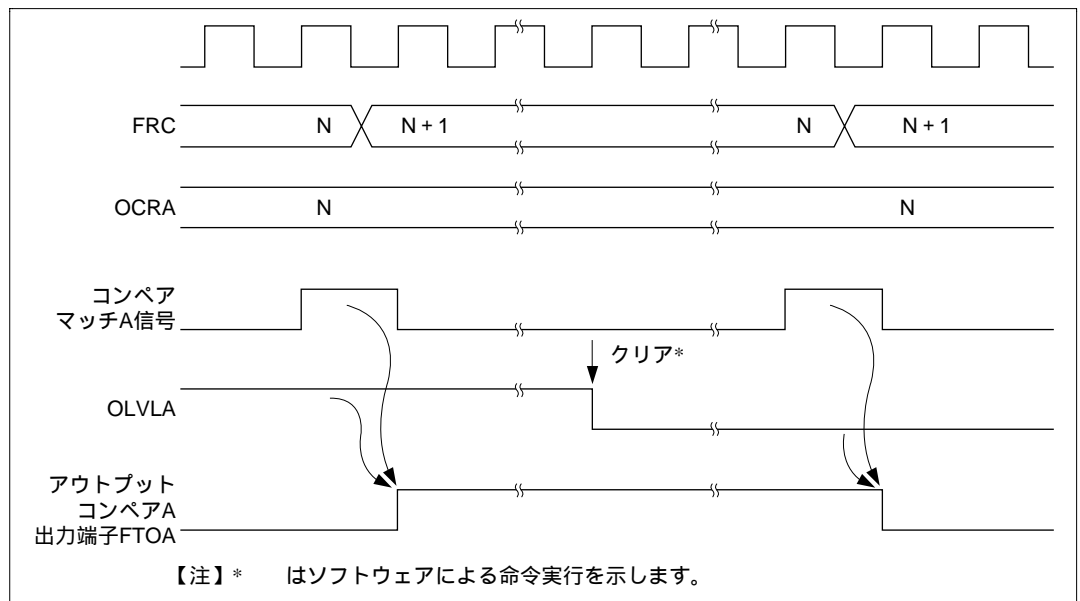 FRC N N + 1 N N + 1
OCRA N N
コンペア
マッチA信号
クリア*
OLVLA
アウトプット
コンペアA
出力端子FTOA
【注】* はソフトウェアによる命令実行を示します。